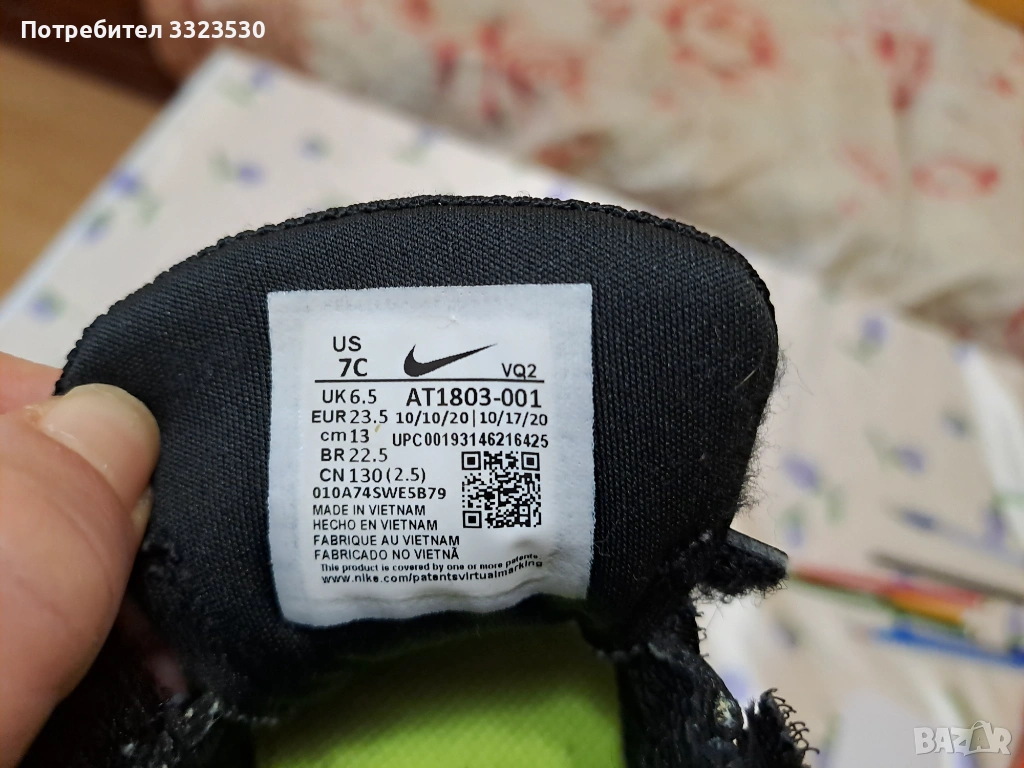 Потребител 3323530
US
7C
VQ2
UK 6.5 AT1803-001
EUR 23.5 10/10/20|10/17/20
cm 13 UPC00193146216425
BR 22.5
CN 130 (2.5)
010A74SWE5B79
MADE IN VIETNAM
HECHO EN VIETNAM
FABRIQUE AU VIETNAM
FABRICADO NO VIETNÃ
This product is covered by one or more patents
www.nike.com/patentsvirtualmarking
BAZAR